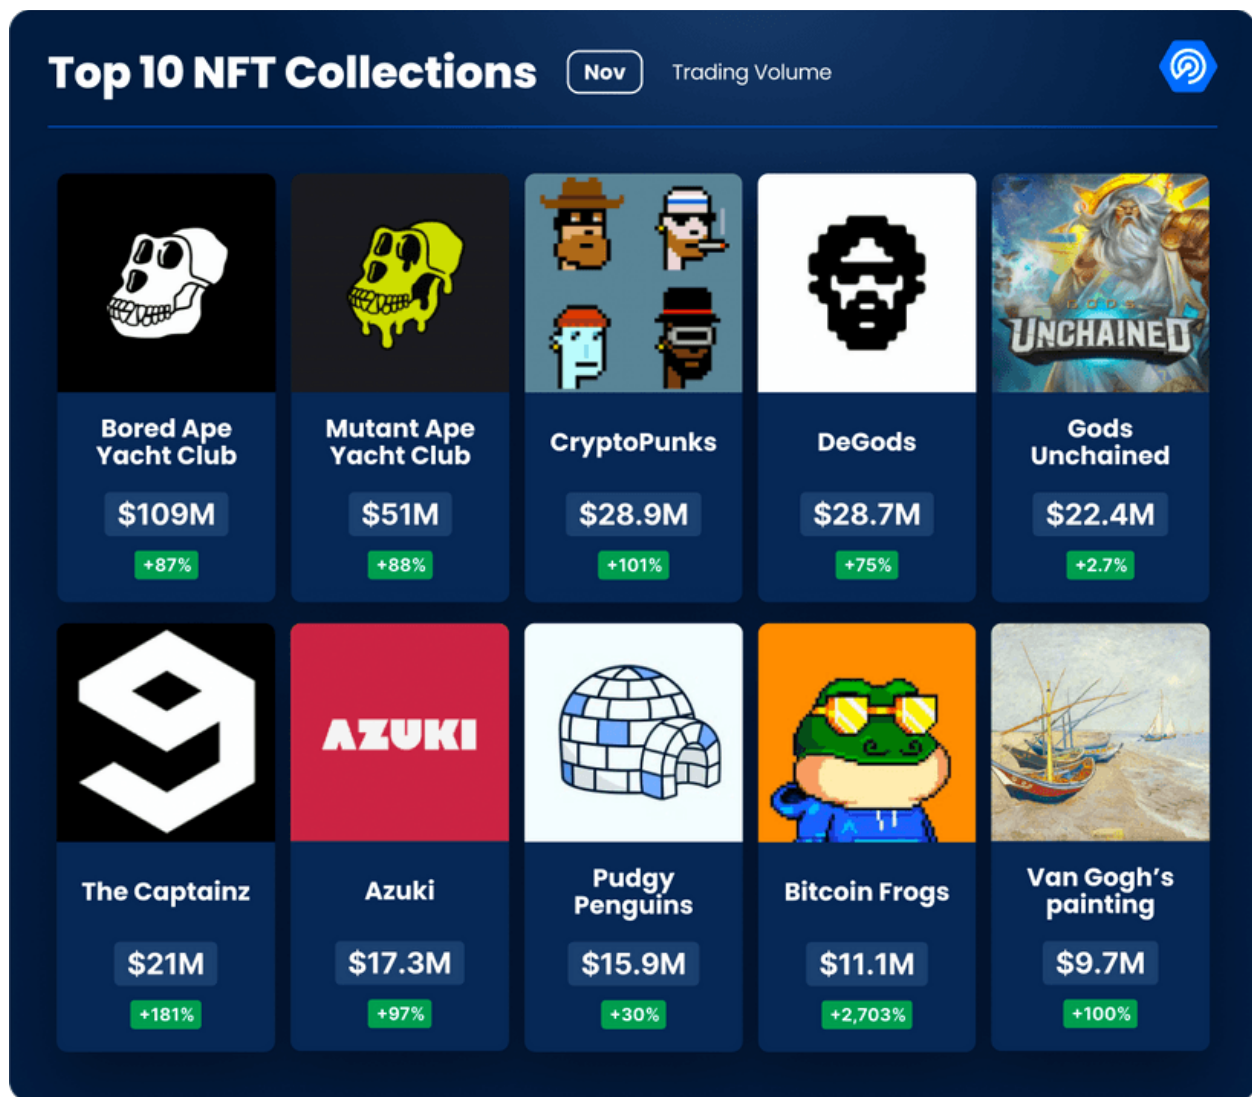 Top 10 NFT Collections
Nov
Trading Volume
GODS
UNCHAINED
Bored Ape
Yacht Club
$109M
+87%
Mutant Ape
Yacht Club
$51M
+88%
CryptoPunks
$28.9M
+101%
DeGods
$28.7M
+75%
Gods
Unchained
$22.4M
+2.7%
The Captainz
$21M
+181%
AZUKI
Azuki
$17.3M
+97%
Pudgy
Penguins
$15.9M
+30%
Bitcoin Frogs
$11.1M
+2,703%
Van Gogh’s
painting
$9.7M
+100%